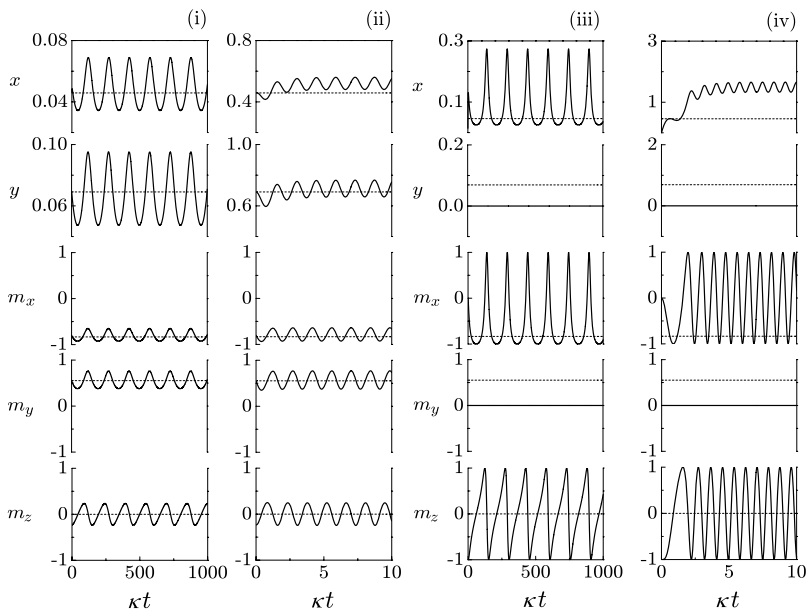 (i) (ii) (iii) (iv)
0.08 0.8 0.3 3
x x
0.04 0.4 0.1 1
0.10 1.0 0.2 2
y y
0.06 0.6 0.0 0
1 1 1 1
m_x 0 0 m_x 0 0
-1 -1 -1 -1
1 1 1 1
m_y 0 0 m_y 0 0
-1 -1 -1 -1
1 1 1 1
m_z 0 0 m_z 0 0
-1 -1 -1 -1
0 500 1000 0 5 10 0 500 1000 0 5 10
κt κt κt κt